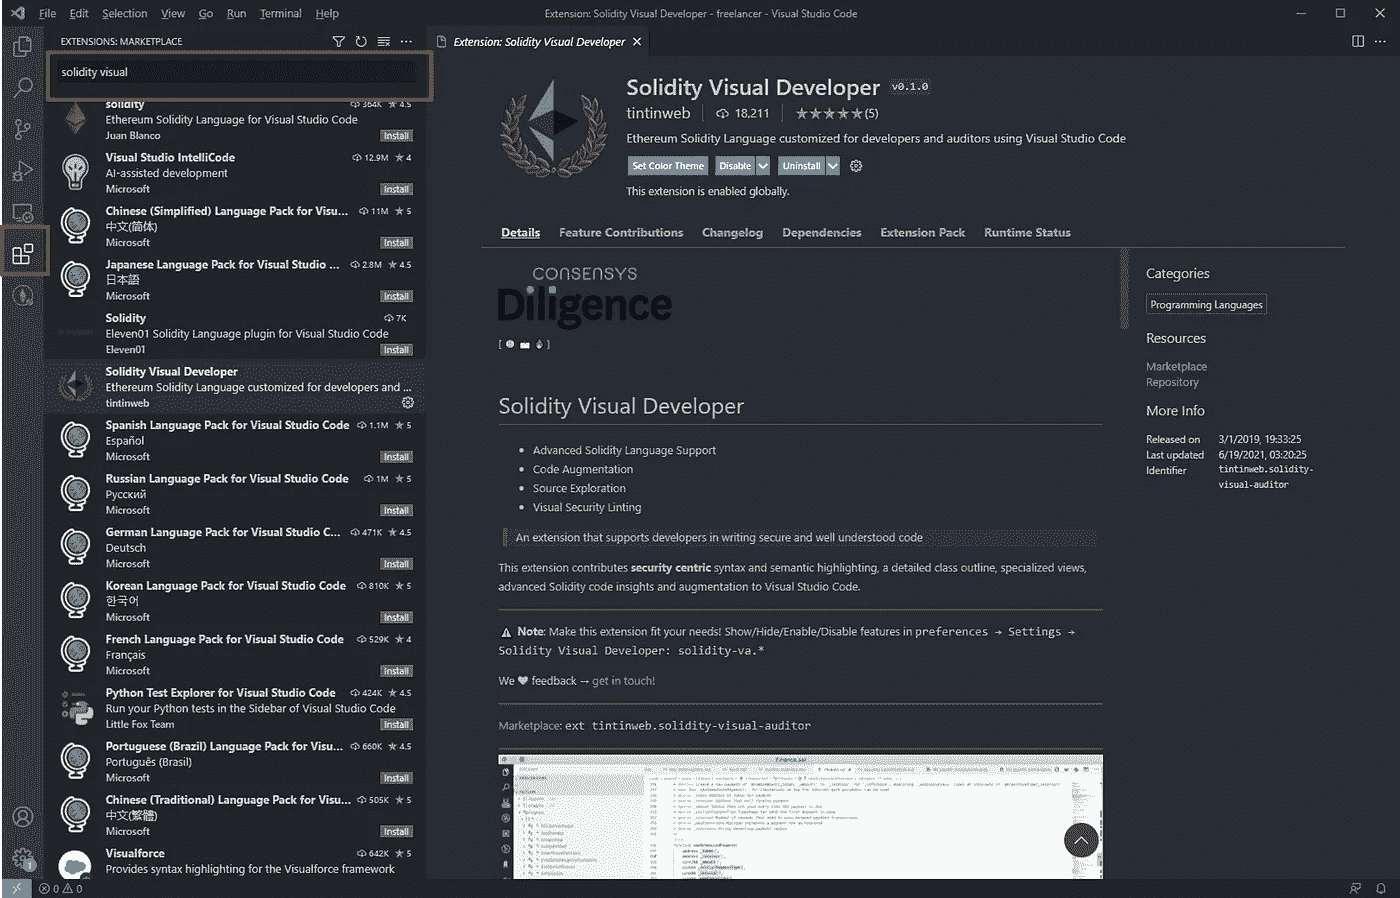 File Edit Selection View Go Run Terminal Help
Extension: Solidity Visual Developer - freelancer - Visual Studio Code
EXTENSIONS: MARKETPLACE
solidity visual
solidity 364K ★ 4.5
Ethereum Solidity Language for Visual Studio Code
Juan Blanco Install
Visual Studio IntelliCode 12.9M ★ 4
AI-assisted development
Microsoft Install
Chinese (Simplified) Language Pack for Visu... 11M ★ 5
中文(简体)
Microsoft Install
Japanese Language Pack for Visual Studio ... 2.8M ★ 4.5
日本語
Microsoft Install
Solidity 7K
Eleven01 Solidity Language plugin for Visual Studio Code
Eleven01 Install
Solidity Visual Developer
Ethereum Solidity Language customized for developers and ...
tintinweb
Spanish Language Pack for Visual Studio Code 1.1M ★ 5
Español
Microsoft Install
Russian Language Pack for Visual Studio Code 1M ★ 5
Русский
Microsoft Install
German Language Pack for Visual Studio C... 471K ★ 4.5
Deutsch
Microsoft Install
Korean Language Pack for Visual Studio Code 810K ★ 5
한국어
Microsoft Install
French Language Pack for Visual Studio Code 529K ★ 4
Français
Microsoft Install
Python Test Explorer for Visual Studio Code 424K ★ 4.5
Run your Python tests in the Sidebar of Visual Studio Code
Little Fox Team Install
Portuguese (Brazil) Language Pack for Visu... 660K ★ 4.5
Português (Brasil)
Microsoft Install
Chinese (Traditional) Language Pack for Visu... 505K ★ 5
中文(繁體)
Microsoft Install
Visualforce 642K ★ 5
Provides syntax highlighting for the Visualforce framework
1
0 0
Extension: Solidity Visual Developer
Solidity Visual Developer v0.1.0
tintinweb 18,211 ★★★★★(5)
Ethereum Solidity Language customized for developers and auditors using Visual Studio Code
Set Color Theme Disable Uninstall
This extension is enabled globally.
Details Feature Contributions Changelog Dependencies Extension Pack Runtime Status
CONSENSYS
Diligence
[ ]
Solidity Visual Developer
• Advanced Solidity Language Support
• Code Augmentation
• Source Exploration
• Visual Security Linting
An extension that supports developers in writing secure and well understood code
This extension contributes security centric syntax and semantic highlighting, a detailed class outline, specialized views,
advanced Solidity code insights and augmentation to Visual Studio Code.
⚠ Note: Make this extension fit your needs! Show/Hide/Enable/Disable features in preferences → Settings →
Solidity Visual Developer: solidity-va.*
We ♥ feedback → get in touch!
Marketplace: ext tintinweb.solidity-visual-auditor
Categories
Programming Languages
Resources
Marketplace
Repository
More Info
Released on 3/1/2019, 19:33:25
Last updated 6/19/2021, 03:20:25
Identifier tintinweb.solidity-
visual-auditor